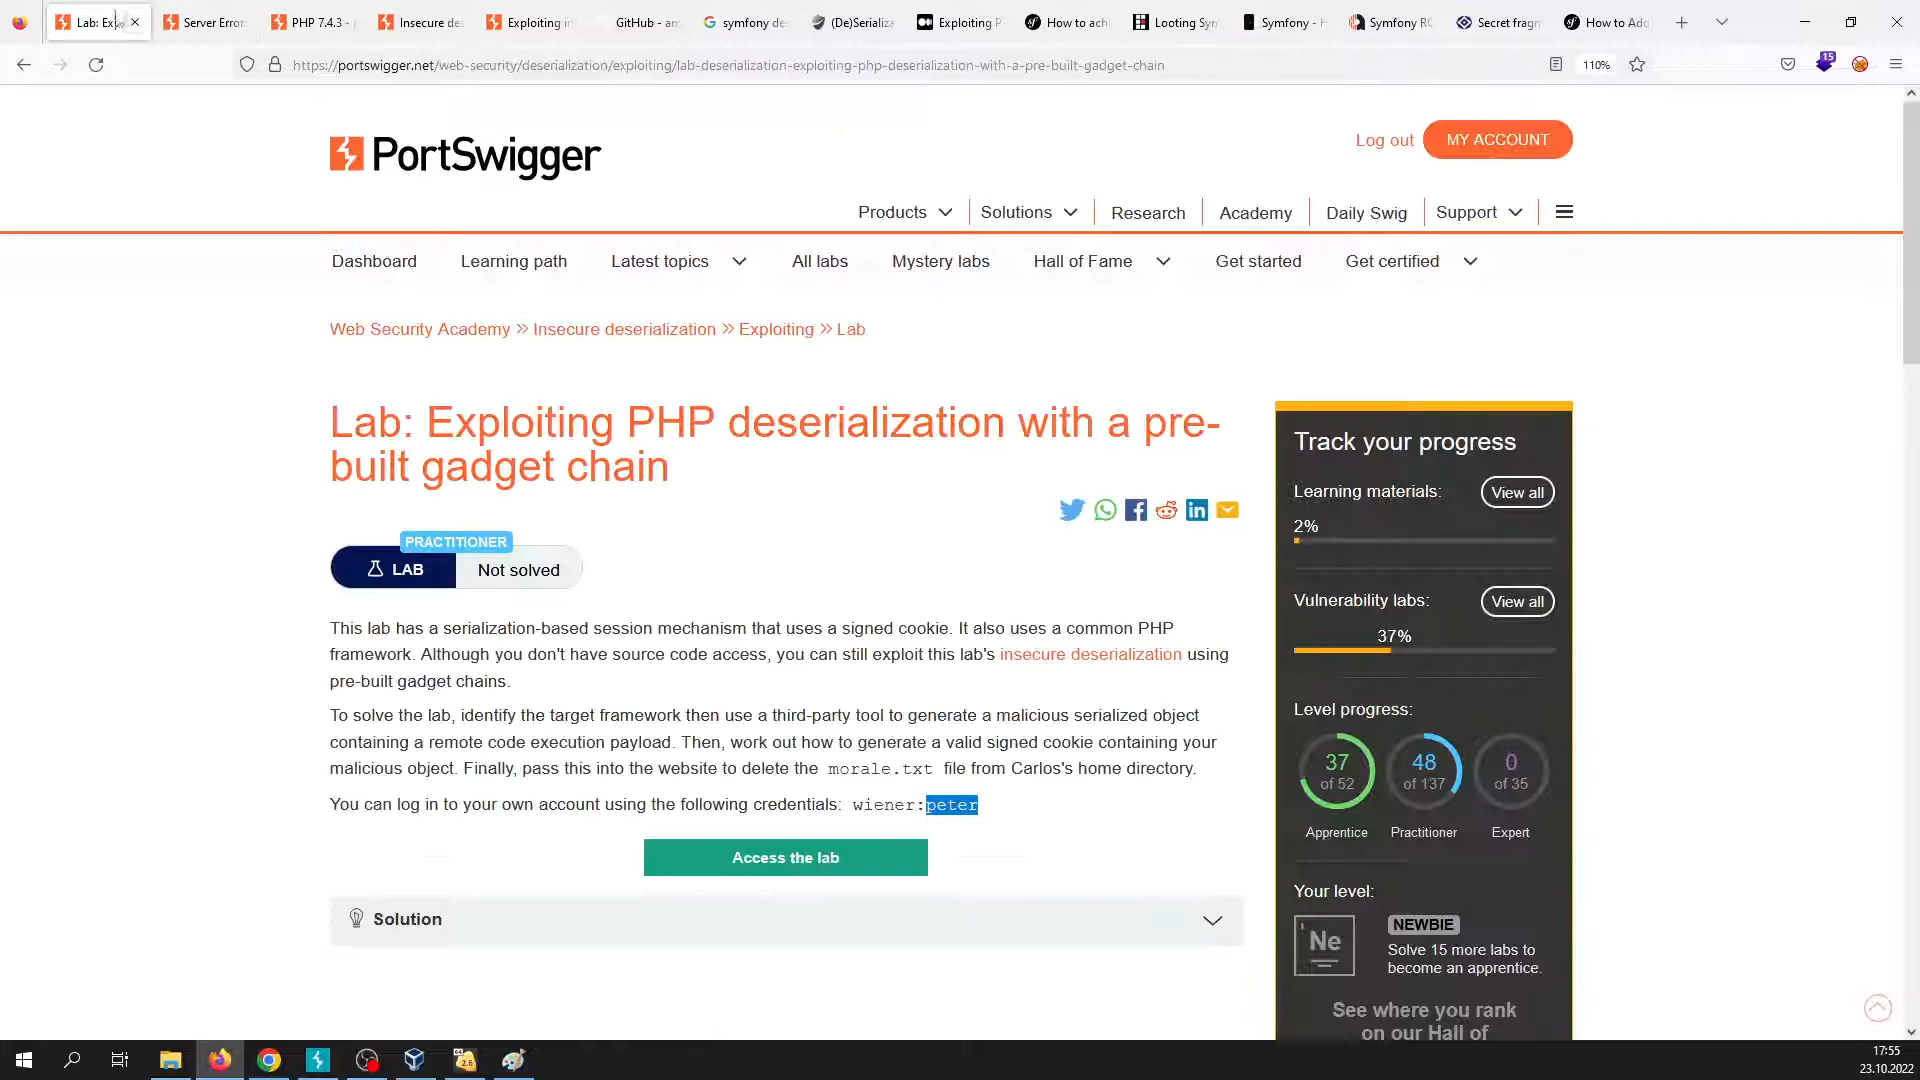 Lab: Ex
Server Error:
PHP 7.4.3 -
Insecure de
Exploiting in
GitHub - am
symfony de
(De)Serializa
Exploiting P
How to ach
Looting Sym
Symfony - H
Symfony RC
Secret fragn
How to Add
https://portswigger.net/web-security/deserialization/exploiting/lab-deserialization-exploiting-php-deserialization-with-a-pre-built-gadget-chain
110%
15
PortSwigger
Log out
MY ACCOUNT
Products
Solutions
Research
Academy
Daily Swig
Support
Dashboard
Learning path
Latest topics
All labs
Mystery labs
Hall of Fame
Get started
Get certified
Web Security Academy » Insecure deserialization » Exploiting » Lab
Lab: Exploiting PHP deserialization with a pre-
built gadget chain
PRACTITIONER
LAB
Not solved
This lab has a serialization-based session mechanism that uses a signed cookie. It also uses a common PHP
framework. Although you don't have source code access, you can still exploit this lab's insecure deserialization using
pre-built gadget chains.
To solve the lab, identify the target framework then use a third-party tool to generate a malicious serialized object
containing a remote code execution payload. Then, work out how to generate a valid signed cookie containing your
malicious object. Finally, pass this into the website to delete the morale.txt file from Carlos's home directory.
You can log in to your own account using the following credentials: wiener:peter
Access the lab
Solution
Track your progress
Learning materials:
View all
2%
Vulnerability labs:
View all
37%
Level progress:
37
of 52
48
of 137
0
of 35
Apprentice
Practitioner
Expert
Your level:
Ne
NEWBIE
Solve 15 more labs to
become an apprentice.
See where you rank
on our Hall of
17:55
23.10.2022